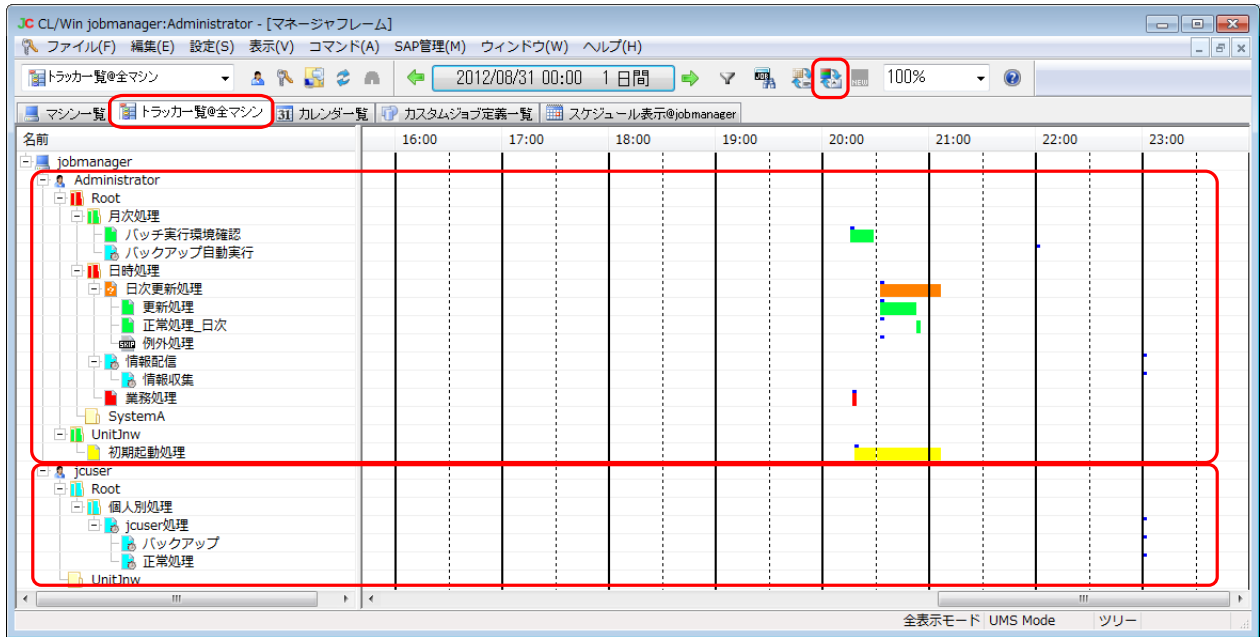 JC CL/Win jobmanager:Administrator - [マネージャフレーム]
ファイル(F) 編集(E) 設定(S) 表示(V) コマンド(A) SAP管理(M) ウィンドウ(W) ヘルプ(H)
トラッカ一覧@全マシン 2012/08/31 00:00 1 日間 JOB NEW 100%
マシン一覧 トラッカ一覧@全マシン 31 カレンダ一覧 カスタムジョブ定義一覧 スケジュール表示@jobmanager
名前 16:00 17:00 18:00 19:00 20:00 21:00 22:00 23:00
jobmanager
Administrator
Root
月次処理
バッチ実行環境確認
バックアップ自動実行
日時処理
日次更新処理
更新処理
正常処理_日次
SKIP 例外処理
情報配信
情報収集
業務処理
SystemA
UnitJnw
初期起動処理
jcuser
Root
個人別処理
jcuser処理
バックアップ
正常処理
UnitJnw
全表示モード UMS Mode ツリー